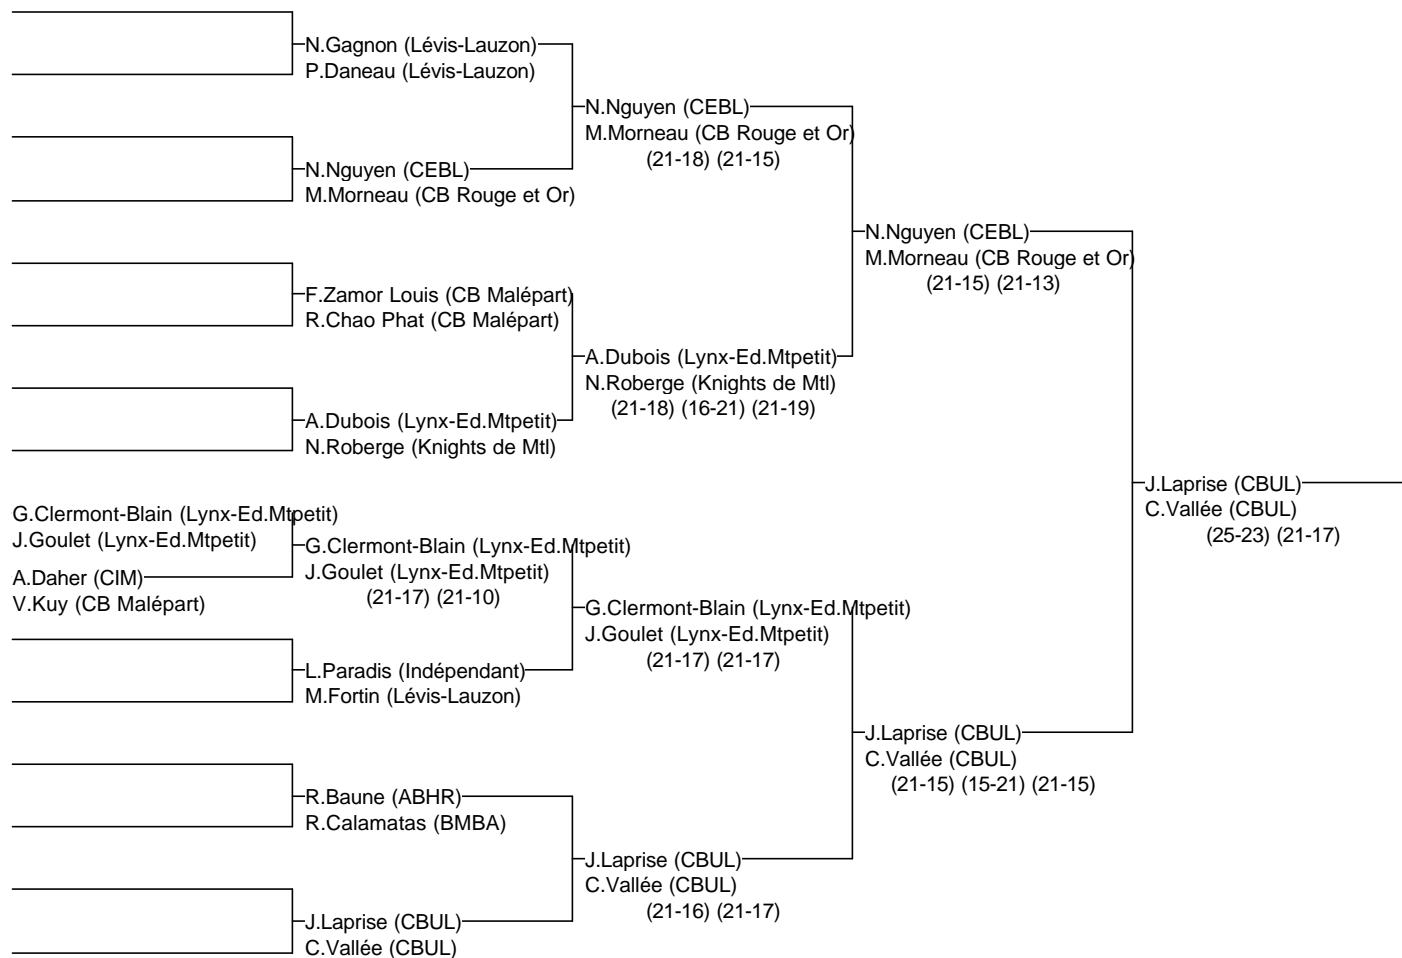 N.Gagnon (Lévis-Lauzon)
P.Daneau (Lévis-Lauzon)
N.Nguyen (CEBL)
M.Morneau (CB Rouge et Or)
(21-18) (21-15)
N.Nguyen (CEBL)
M.Morneau (CB Rouge et Or)
N.Nguyen (CEBL)
M.Morneau (CB Rouge et Or)
(21-15) (21-13)
F.Zamor Louis (CB Malépart)
R.Chao Phat (CB Malépart)
A.Dubois (Lynx-Ed.Mtpetit)
N.Roberge (Knights de Mtl)
(21-18) (16-21) (21-19)
A.Dubois (Lynx-Ed.Mtpetit)
N.Roberge (Knights de Mtl)
J.Laprise (CBUL)
C.Vallée (CBUL)
(25-23) (21-17)
G.Clermont-Blain (Lynx-Ed.Mtpetit)
J.Goulet (Lynx-Ed.Mtpetit)
G.Clermont-Blain (Lynx-Ed.Mtpetit)
J.Goulet (Lynx-Ed.Mtpetit)
(21-17) (21-10)
A.Daher (CIM)
V.Kuy (CB Malépart)
G.Clermont-Blain (Lynx-Ed.Mtpetit)
J.Goulet (Lynx-Ed.Mtpetit)
(21-17) (21-17)
L.Paradis (Indépendant)
M.Fortin (Lévis-Lauzon)
J.Laprise (CBUL)
C.Vallée (CBUL)
(21-15) (15-21) (21-15)
R.Baune (ABHR)
R.Calamatas (BMBA)
J.Laprise (CBUL)
C.Vallée (CBUL)
(21-16) (21-17)
J.Laprise (CBUL)
C.Vallée (CBUL)